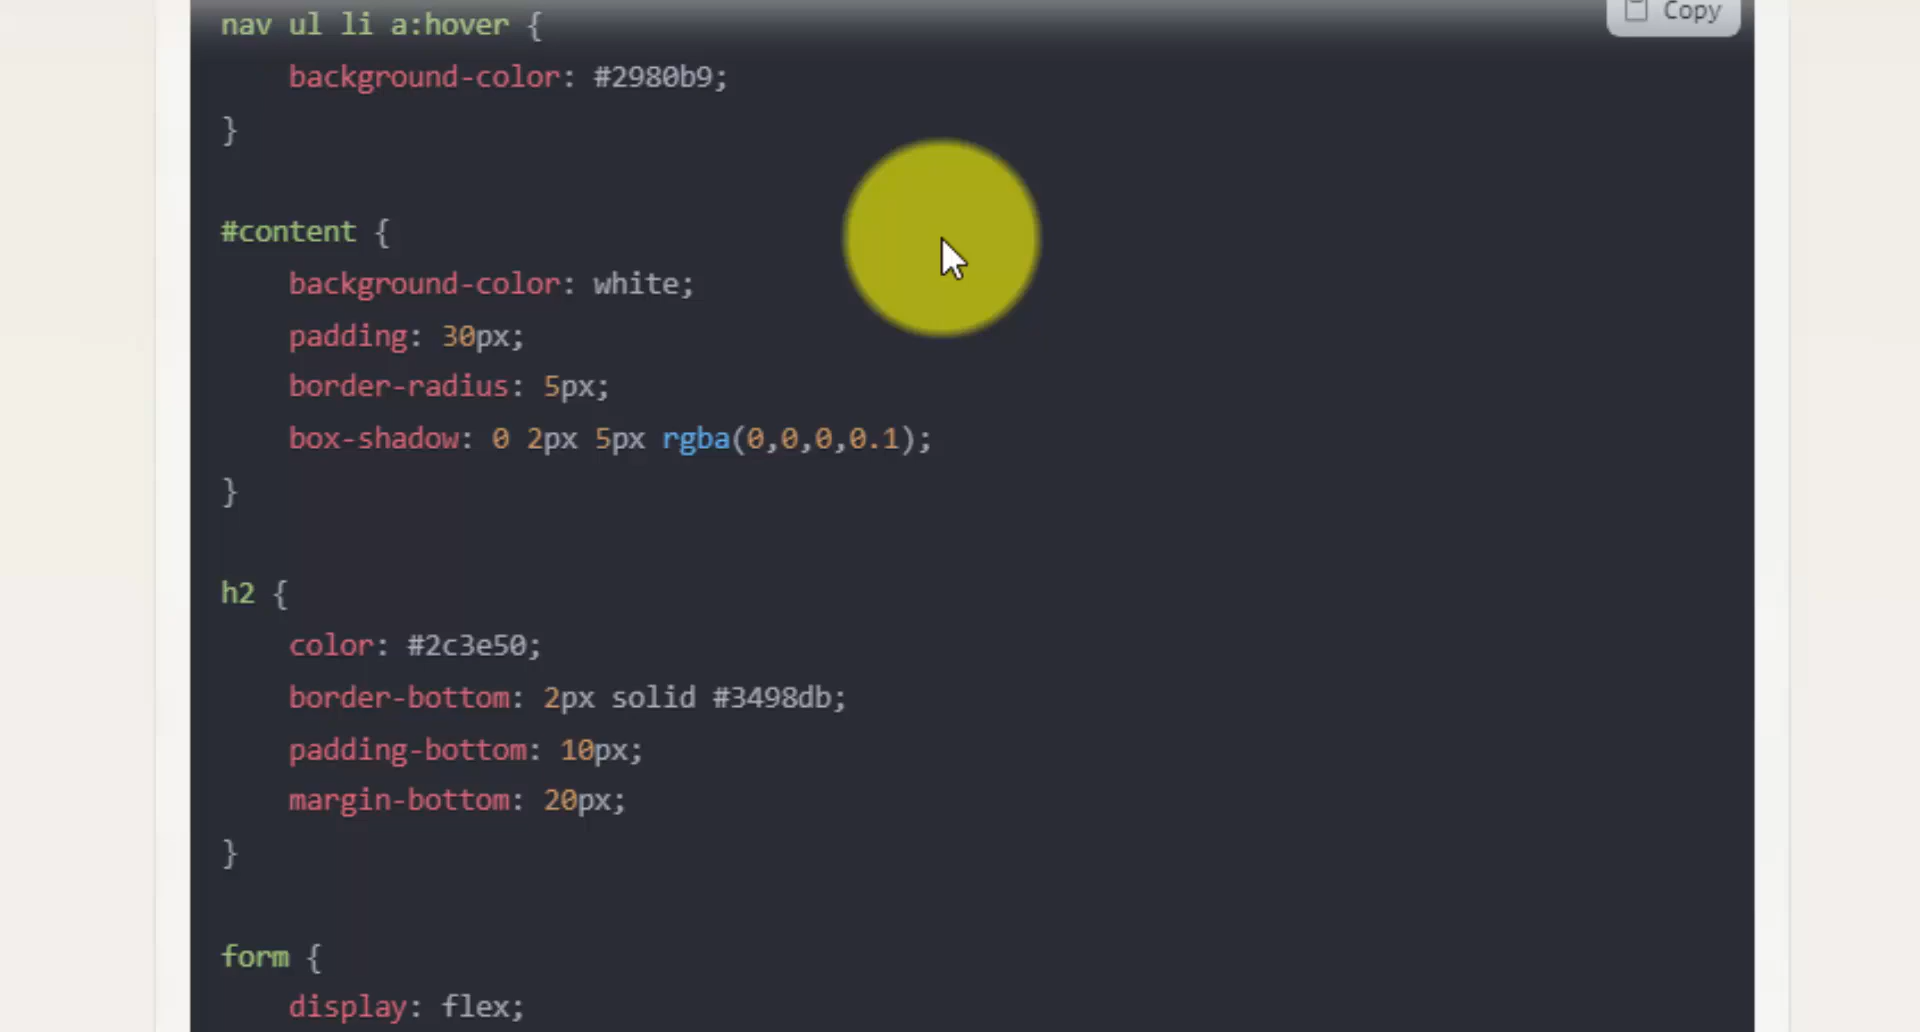 Copy
nav ul li a:hover {
background-color: #2980b9;
}
#content {
background-color: white;
padding: 30px;
border-radius: 5px;
box-shadow: 0 2px 5px rgba(0,0,0,0.1);
}
h2 {
color: #2c3e50;
border-bottom: 2px solid #3498db;
padding-bottom: 10px;
margin-bottom: 20px;
}
form {
display: flex;